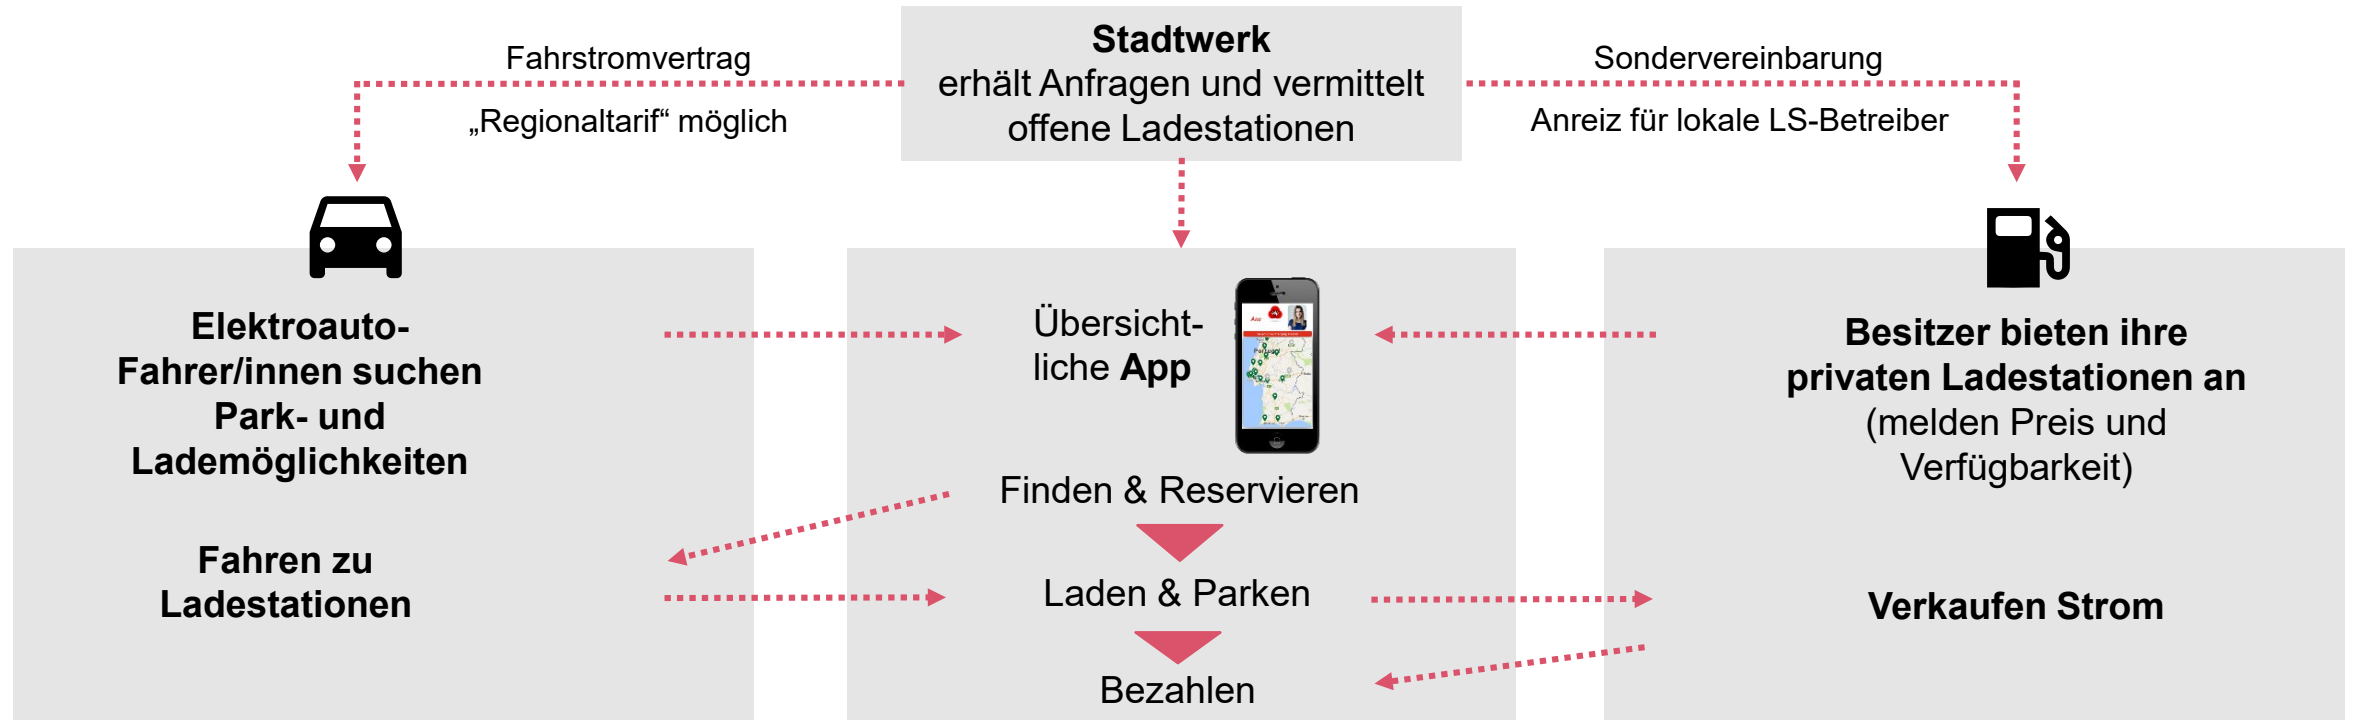 Stadtwerk
erhält Anfragen und vermittelt
offene Ladestationen
Fahrstromvertrag
„Regionaltarif“ möglich
Sondervereinbarung
Anreiz für lokale LS-Betreiber
Elektroauto-
Fahrer/innen suchen
Park- und
Lademöglichkeiten
Fahren zu
Ladestationen
Übersicht-
liche App
Finden & Reservieren
Laden & Parken
Bezahlen
Besitzer bieten ihre
privaten Ladestationen an
(melden Preis und
Verfügbarkeit)
Verkaufen Strom